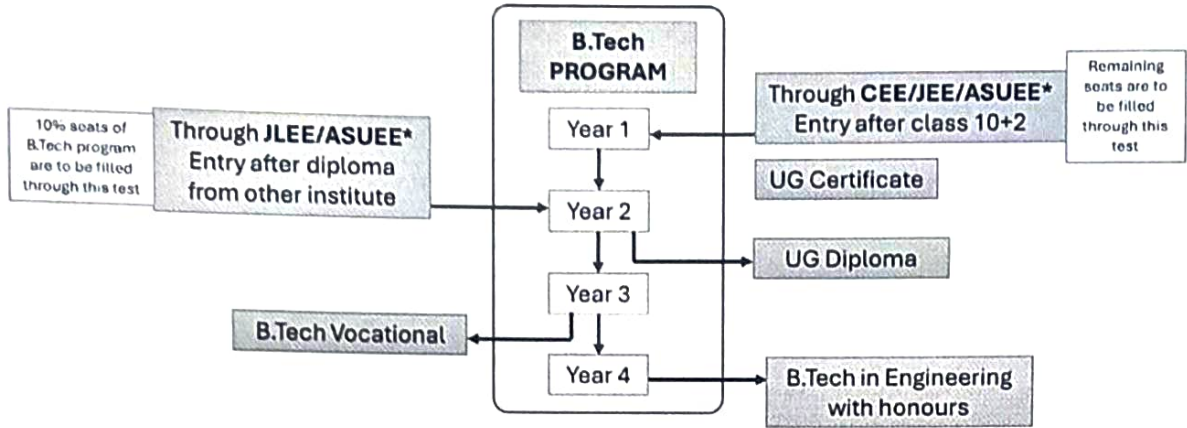 B.Tech
PROGRAM
Through CEE/JEE/ASUEE*
Entry after class 10+2
Remaining
seats are to
be filled
through this
test
10% seats of
B.Tech program
are to be filled
through this test
Through JLEE/ASUEE*
Entry after diploma
from other institute
Year 1
UG Certificate
Year 2
UG Diploma
Year 3
B.Tech Vocational
Year 4
B.Tech in Engineering
with honours